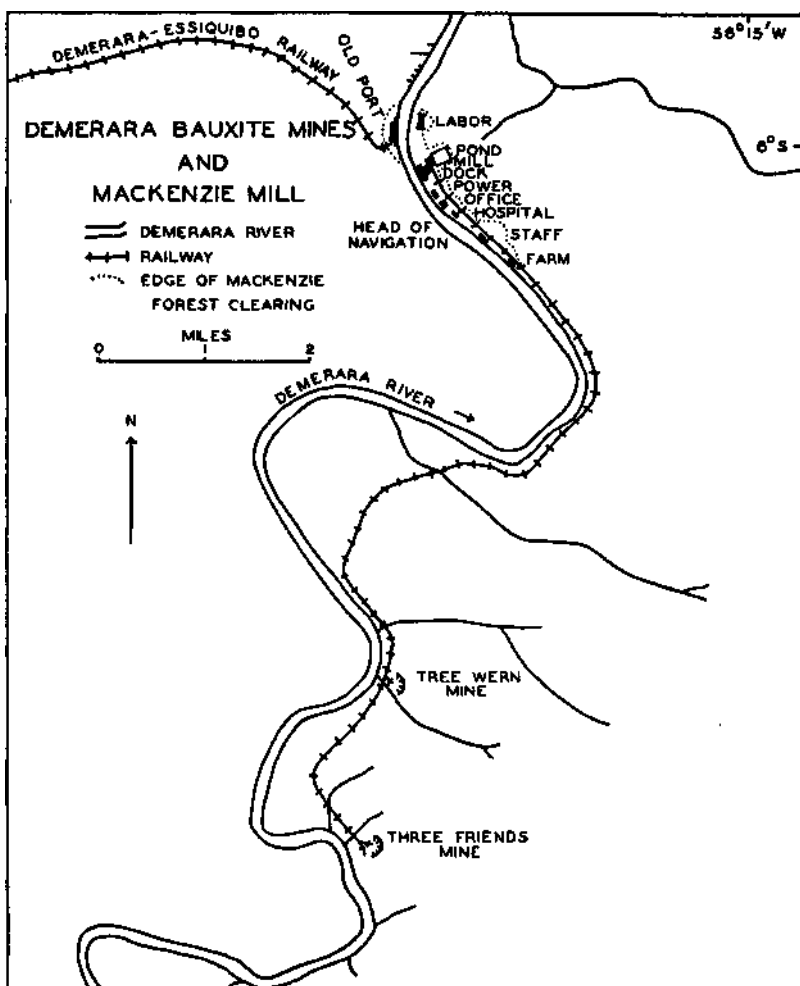 58°15'W
DEMERARA-ESSIQUIBO RAILWAY
OLD PORT
LABOR
6°S
DEMERARA BAUXITE MINES
AND
MACKENZIE MILL
POND
MILL
DOCK
POWER
OFFICE
HOSPITAL
STAFF
FARM
HEAD OF
NAVIGATION
DEMERARA RIVER
RAILWAY
EDGE OF MACKENZIE
FOREST CLEARING
MILES
0 2
DEMERARA RIVER
N
TREE WERN
MINE
THREE FRIENDS
MINE